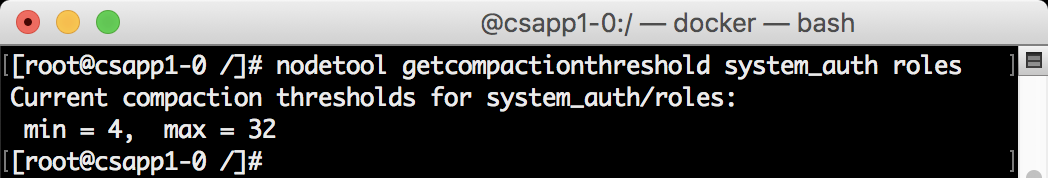 @csapp1-0:/ — docker — bash
[[root@csapp1-0 /]# nodetool getcompactionthreshold system_auth roles ]
Current compaction thresholds for system_auth/roles:
 min = 4,  max = 32
[[root@csapp1-0 /]# ]